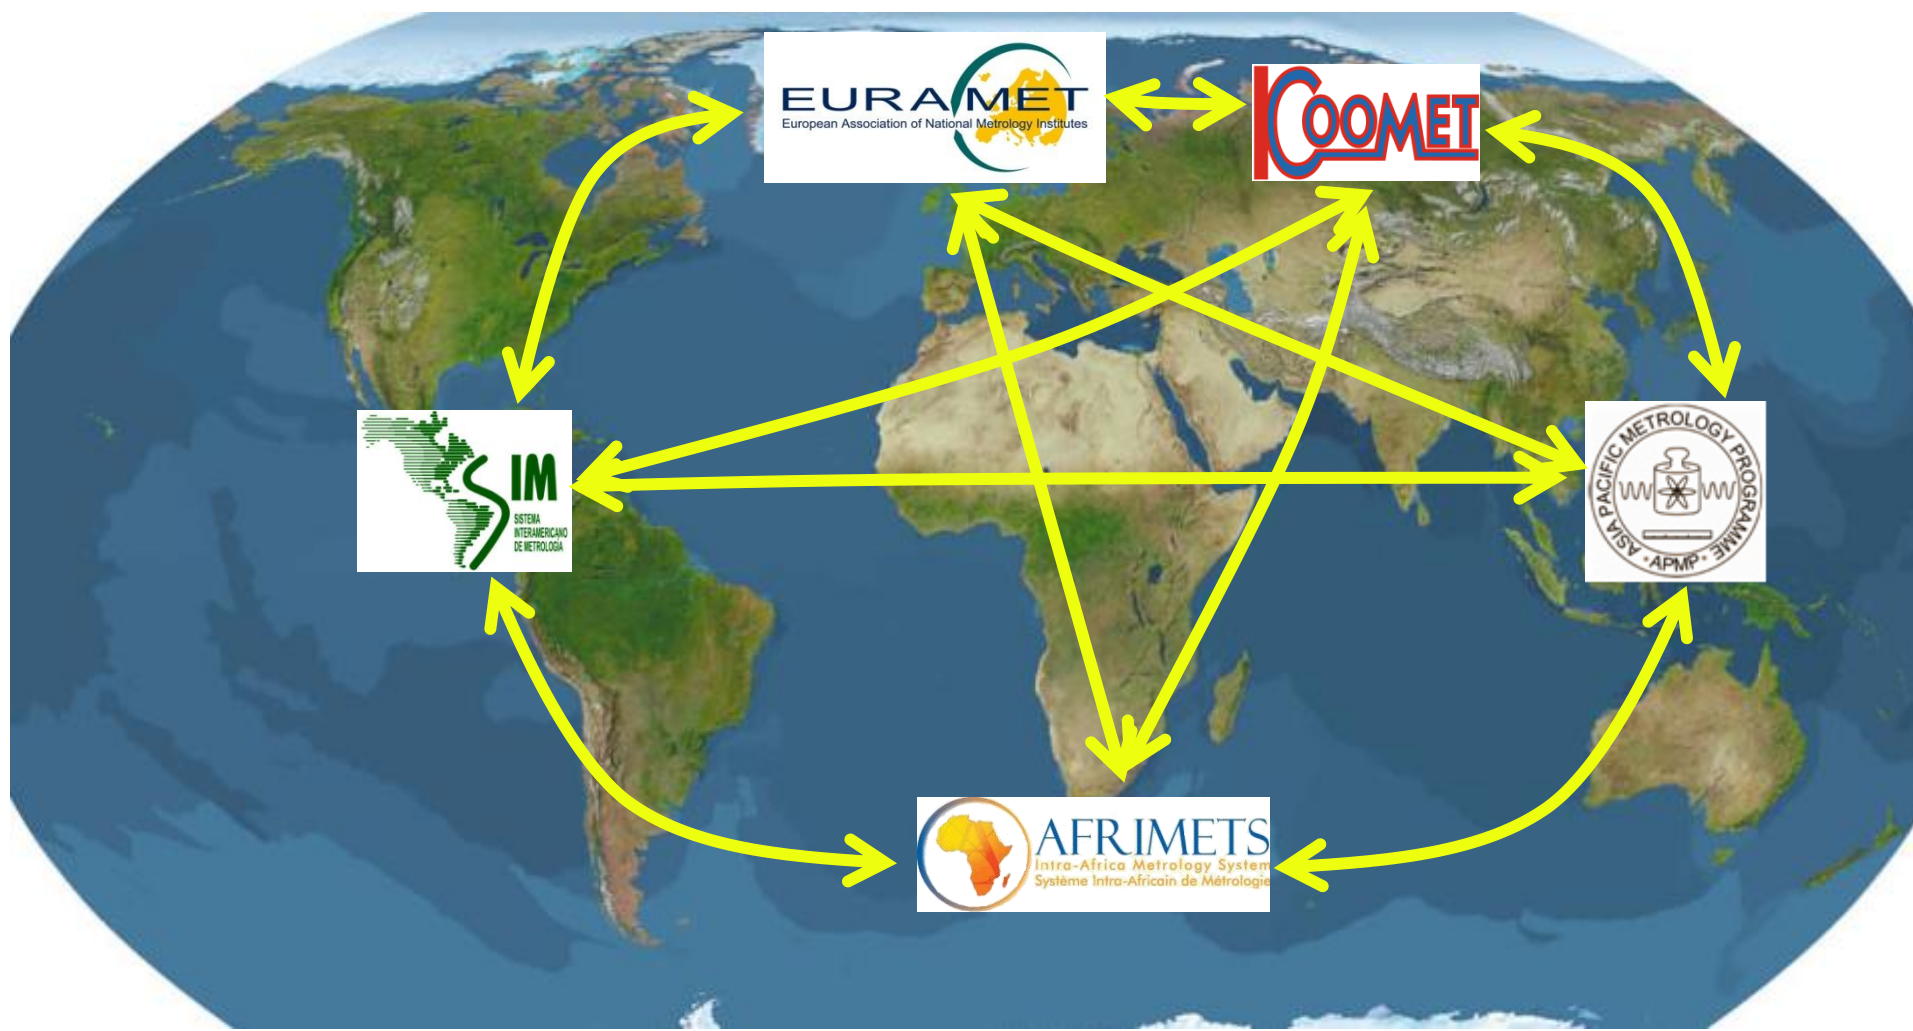 EURAMET
European Association of National Metrology Institutes
COOMET
SIM
SISTEMA
INTERAMERICANO
DE METROLOGIA
ASIA PACIFIC METROLOGY PROGRAMME
· APMP ·
AFRIMETS
Intra-Africa Metrology System
Système Intra-Africain de Métrologie